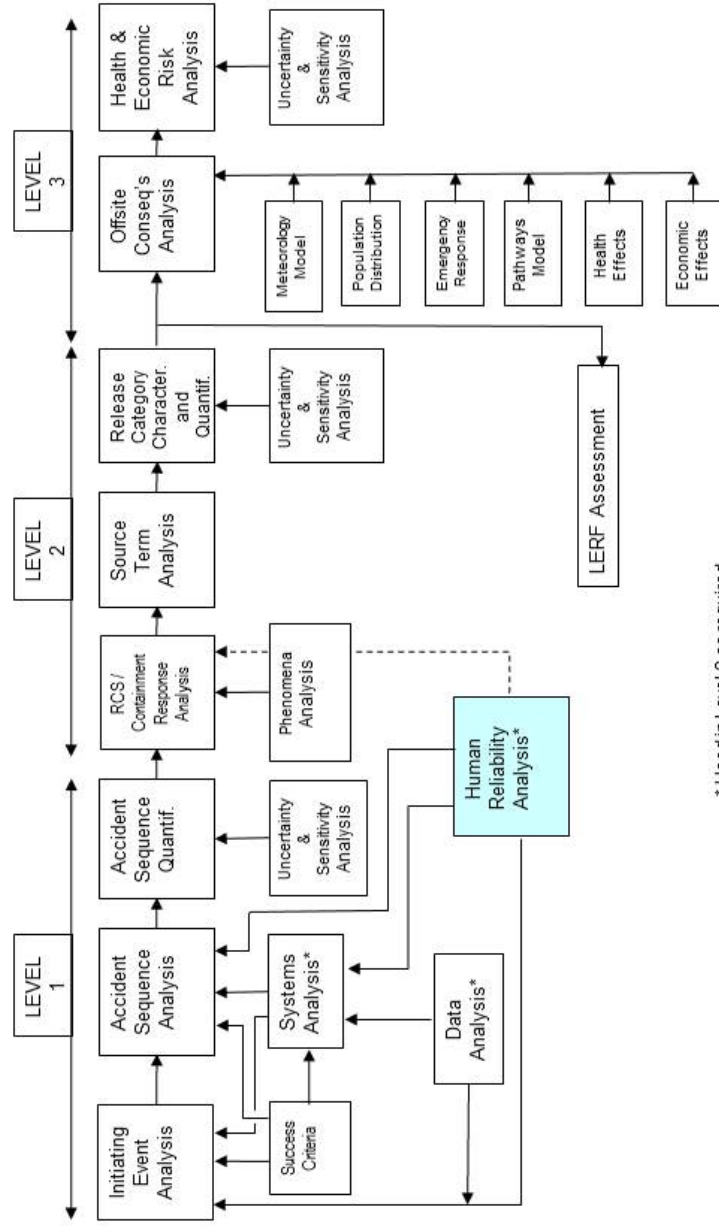 LEVEL
1
LEVEL
2
LEVEL
3
Initiating
Event
Analysis
Accident
Sequence
Analysis
Accident
Sequence
Quantif.
RCS /
Containment
Response
Analysis
Source
Term
Analysis
Release
Category
Character.
and
Quantif.
Offsite
Conseq's
Analysis
Health &
Economic
Risk
Analysis
Success
Criteria
Systems
Analysis*
Uncertainty
&
Sensitivity
Analysis
Phenomena
Analysis
Uncertainty
&
Sensitivity
Analysis
Meteorology
Model
Population
Distribution
Emergency
Response
Pathways
Model
Health
Effects
Economic
Effects
Uncertainty
&
Sensitivity
Analysis
Data
Analysis*
Human
Reliability
Analysis*
LERF Assessment
* Used in Level 2 as required